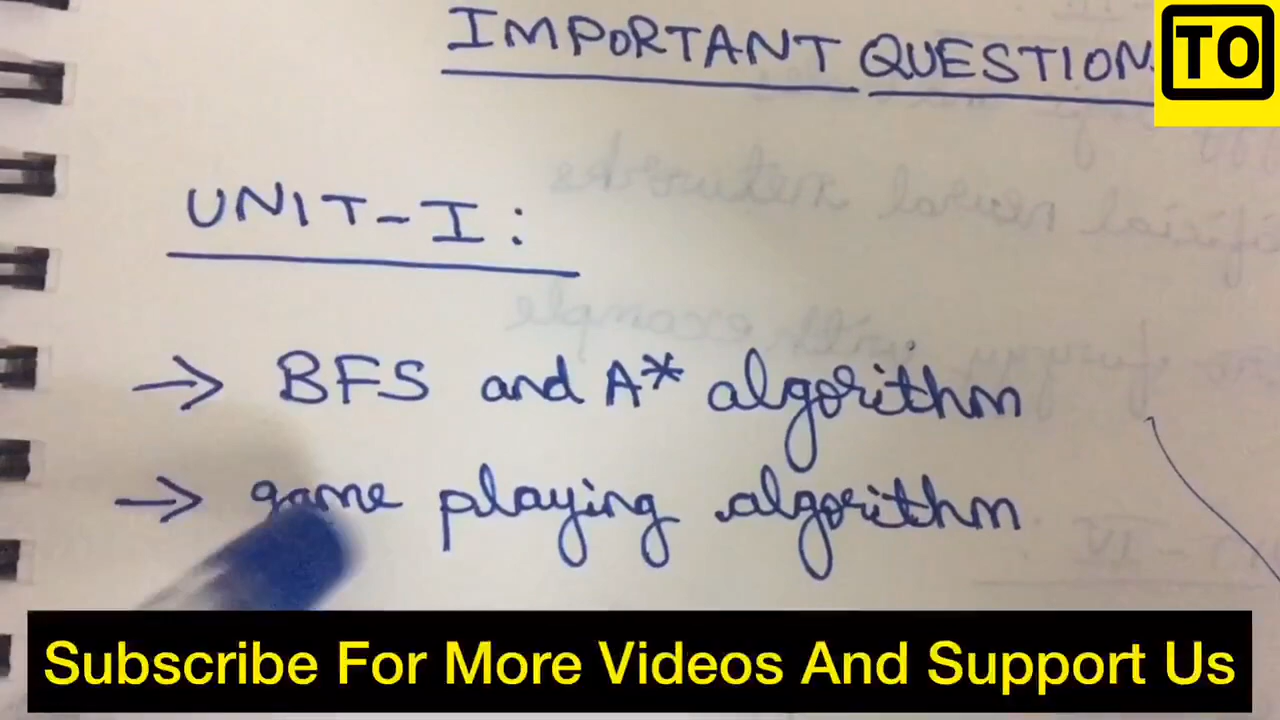 IMPORTANT QUESTION
TO
UNIT-I:
→ BFS and A* algorithm
→ game playing algorithm
Subscribe For More Videos And Support Us